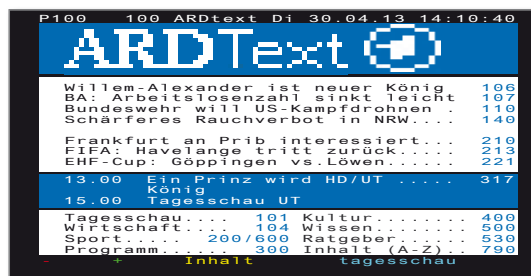 P100 100 ARDtext Di 30.04.13 14:10:40
ARDText
Willem-Alexander ist neuer König 106
BA: Arbeitslosenzahl sinkt leicht 107
Bundeswehr will US-Kampfdrohnen. 110
Schärferes Rauchverbot in NRW.... 140
Frankfurt an Prib interessiert... 210
FIFA: Havelange tritt zurück..... 213
EHF-Cup: Göppingen vs.Löwen...... 221
13.00 Ein Prinz wird HD/UT ..... 317
König
15.00 Tagesschau UT
Tagesschau.... 101 Kultur........ 400
Wirtschaft.... 104 Wissen........ 500
Sport..... 200/600 Ratgeber...... 530
Programm...... 300 Inhalt (A-Z).. 790
- + Inhalt tagesschau